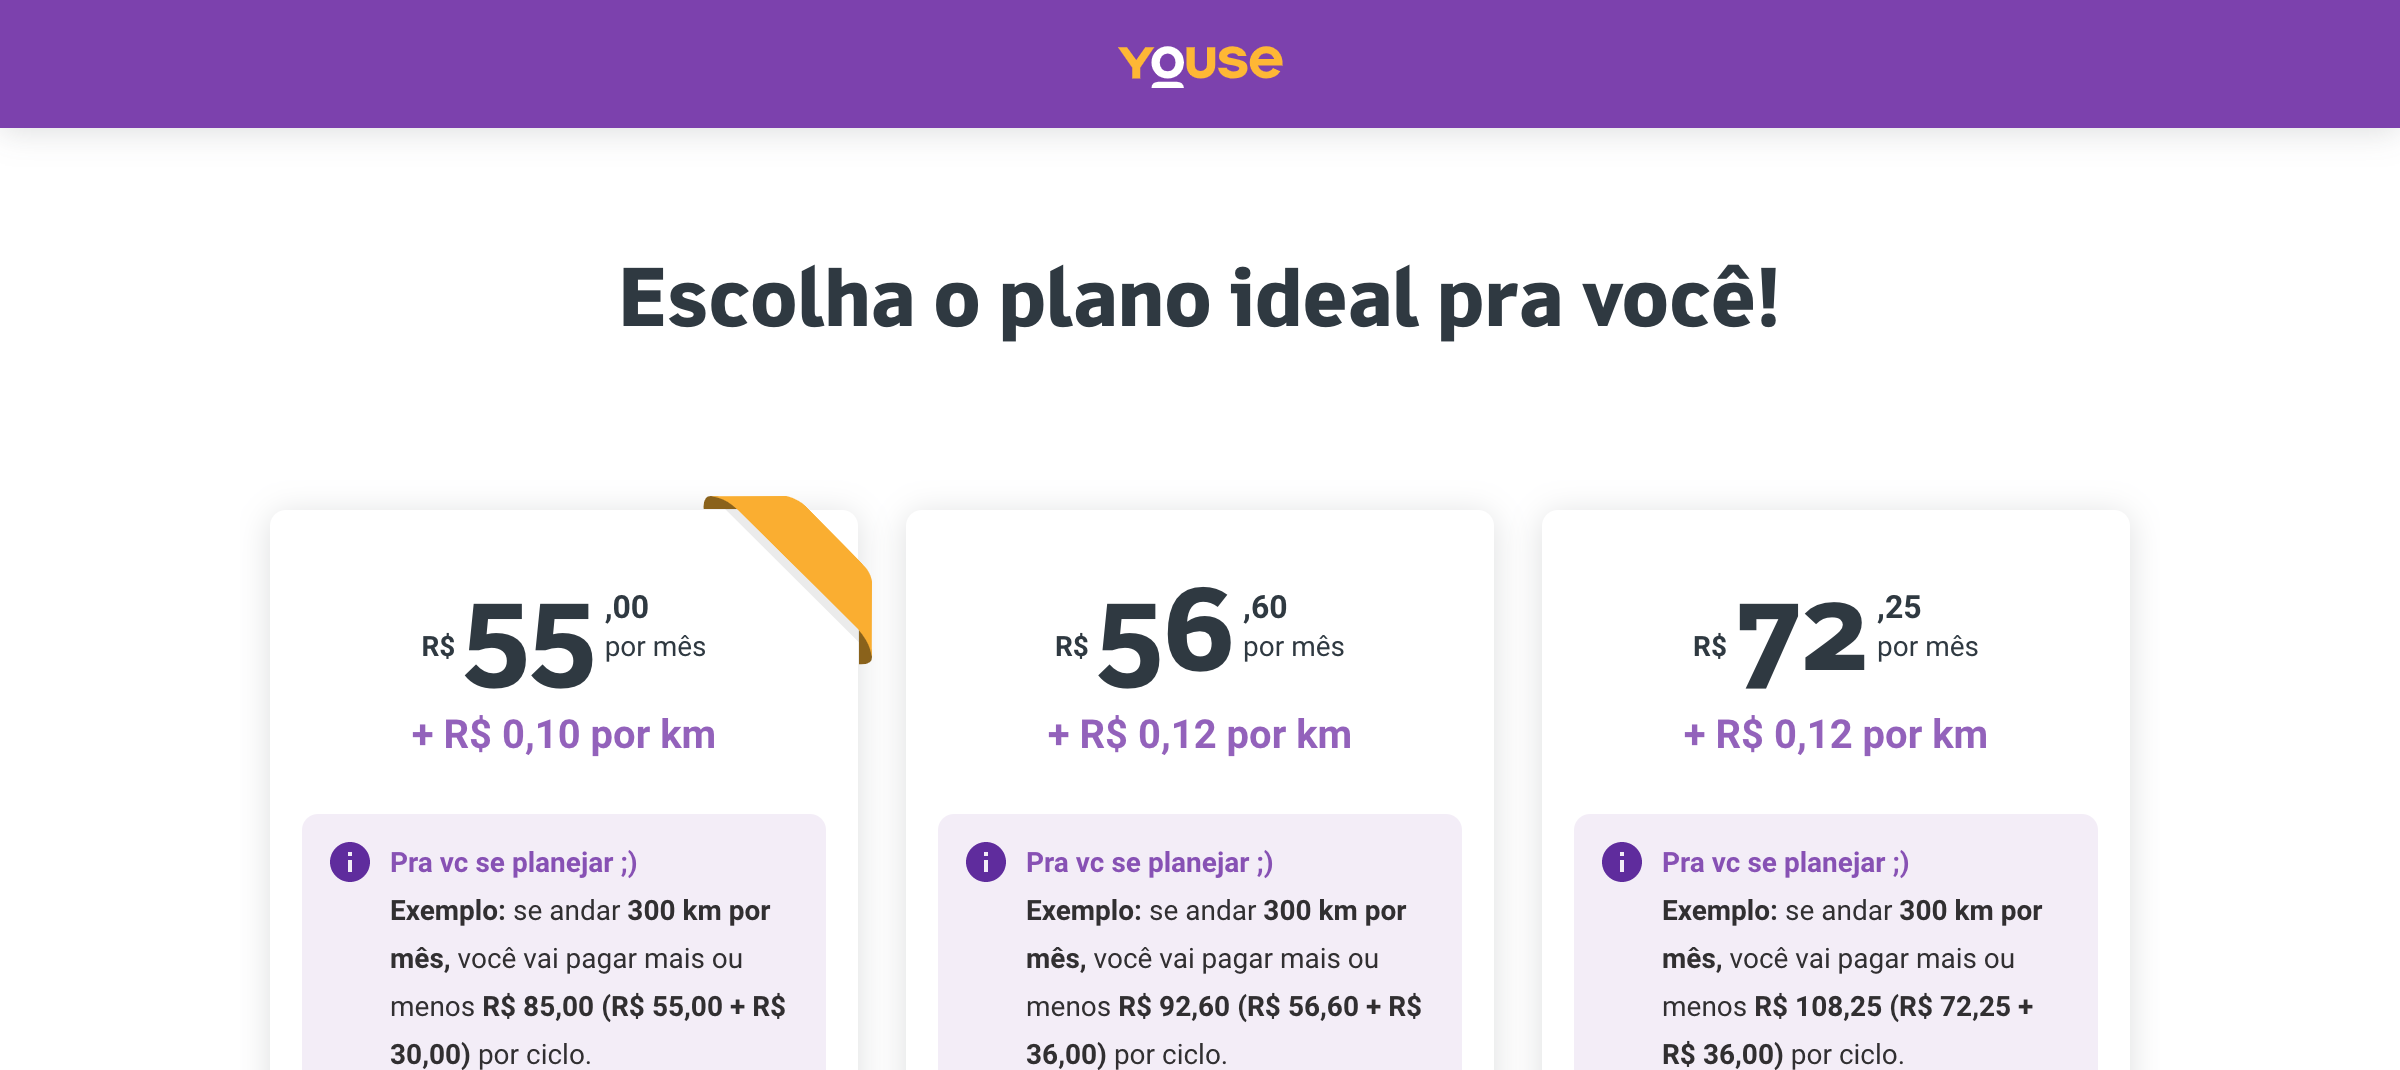 YOUSE
Escolha o plano ideal pra você!
R$ 55,00 por mês
+ R$ 0,10 por km
Pra vc se planejar ;)
Exemplo: se andar 300 km por
mês, você vai pagar mais ou
menos R$ 85,00 (R$ 55,00 + R$
30,00) por ciclo.
R$ 56,60 por mês
+ R$ 0,12 por km
Pra vc se planejar ;)
Exemplo: se andar 300 km por
mês, você vai pagar mais ou
menos R$ 92,60 (R$ 56,60 + R$
36,00) por ciclo.
R$ 72,25 por mês
+ R$ 0,12 por km
Pra vc se planejar ;)
Exemplo: se andar 300 km por
mês, você vai pagar mais ou
menos R$ 108,25 (R$ 72,25 +
R$ 36,00) por ciclo.